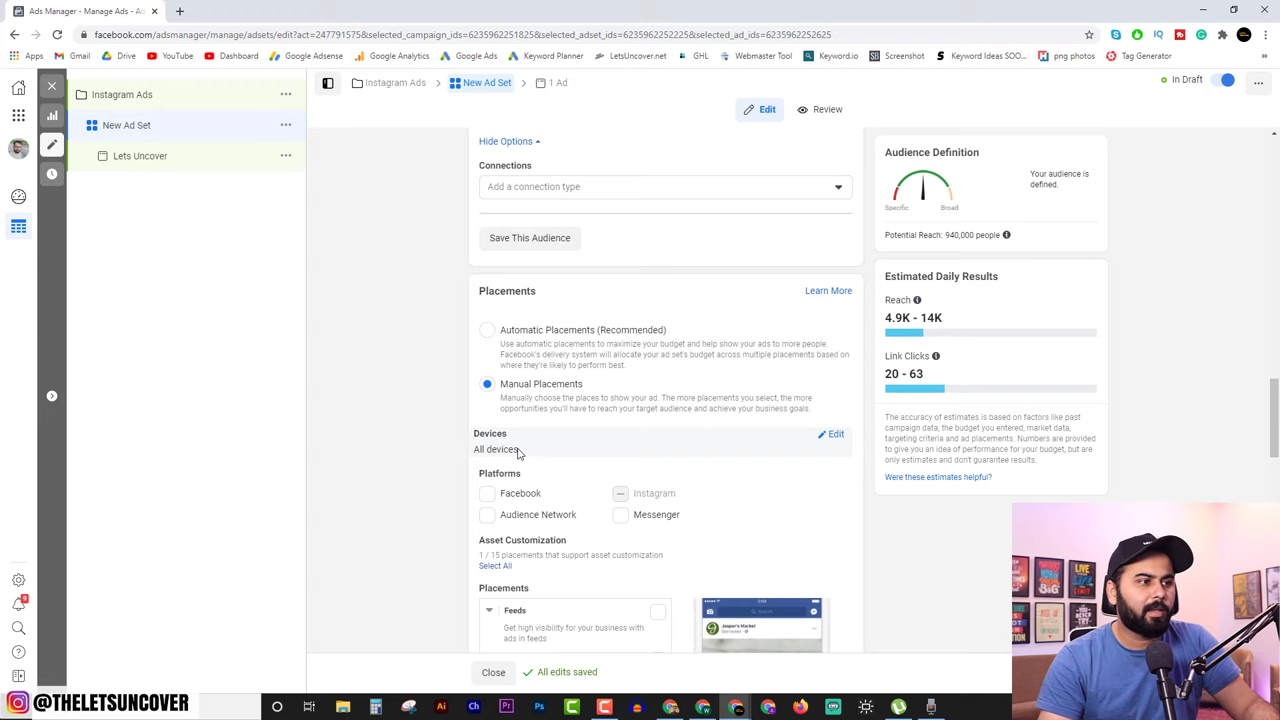 Ads Manager - Manage Ads - Ad
facebook.com/adsmanager/manage/adsets/edit?act=247791575&selected_campaign_ids=6235962251825&selected_adset_ids=6235962252225&selected_ad_ids=6235962252625
Apps Gmail Drive YouTube Dashboard Google Analytics Google Ads Keyword Planner LetsUncover.net GHL WordCounter Tool Keyword.io Screenshot Keyword Ideas SOO... png photos Tag Generator
Instagram Ads
New Ad Set
Lets Uncover
Instagram Ads New Ad Set 1 Ad
In Draft
Edit Review
Hide Options
Connections
Add a connection type
Save This Audience
Placements Learn More
Automatic Placements (Recommended)
Use automatic placements to maximize your budget and help show your ads to more people.
Facebook's delivery system will allocate your ad set's budget across multiple placements based on
where they're likely to perform best.
Manual Placements
Manually choose the places to show your ad. The more placements you select, the more
opportunities you'll have to reach your target audience and achieve your business goals.
Devices
All devices
Edit
Platforms
Facebook Instagram
Audience Network Messenger
Asset Customization
1 / 15 placements that support asset customization
Select All
Placements
Feeds
Get high visibility for your business with
ads in feeds
Search
Jasper's Market
Sponsored
Close All edits saved
Audience Definition
Your audience is
defined.
Specific Broad
Potential Reach: 940,000 people
Estimated Daily Results
Reach
4.9K - 14K
Link Clicks
20 - 63
The accuracy of estimates is based on factors like past
campaign data, the budget you entered, market data,
targeting criteria and ad placements. Numbers are provided
to give you an idea of performance for your budget, but are
only estimates and don't guarantee results.
Were these estimates helpful?
@THELETSUNCOVER